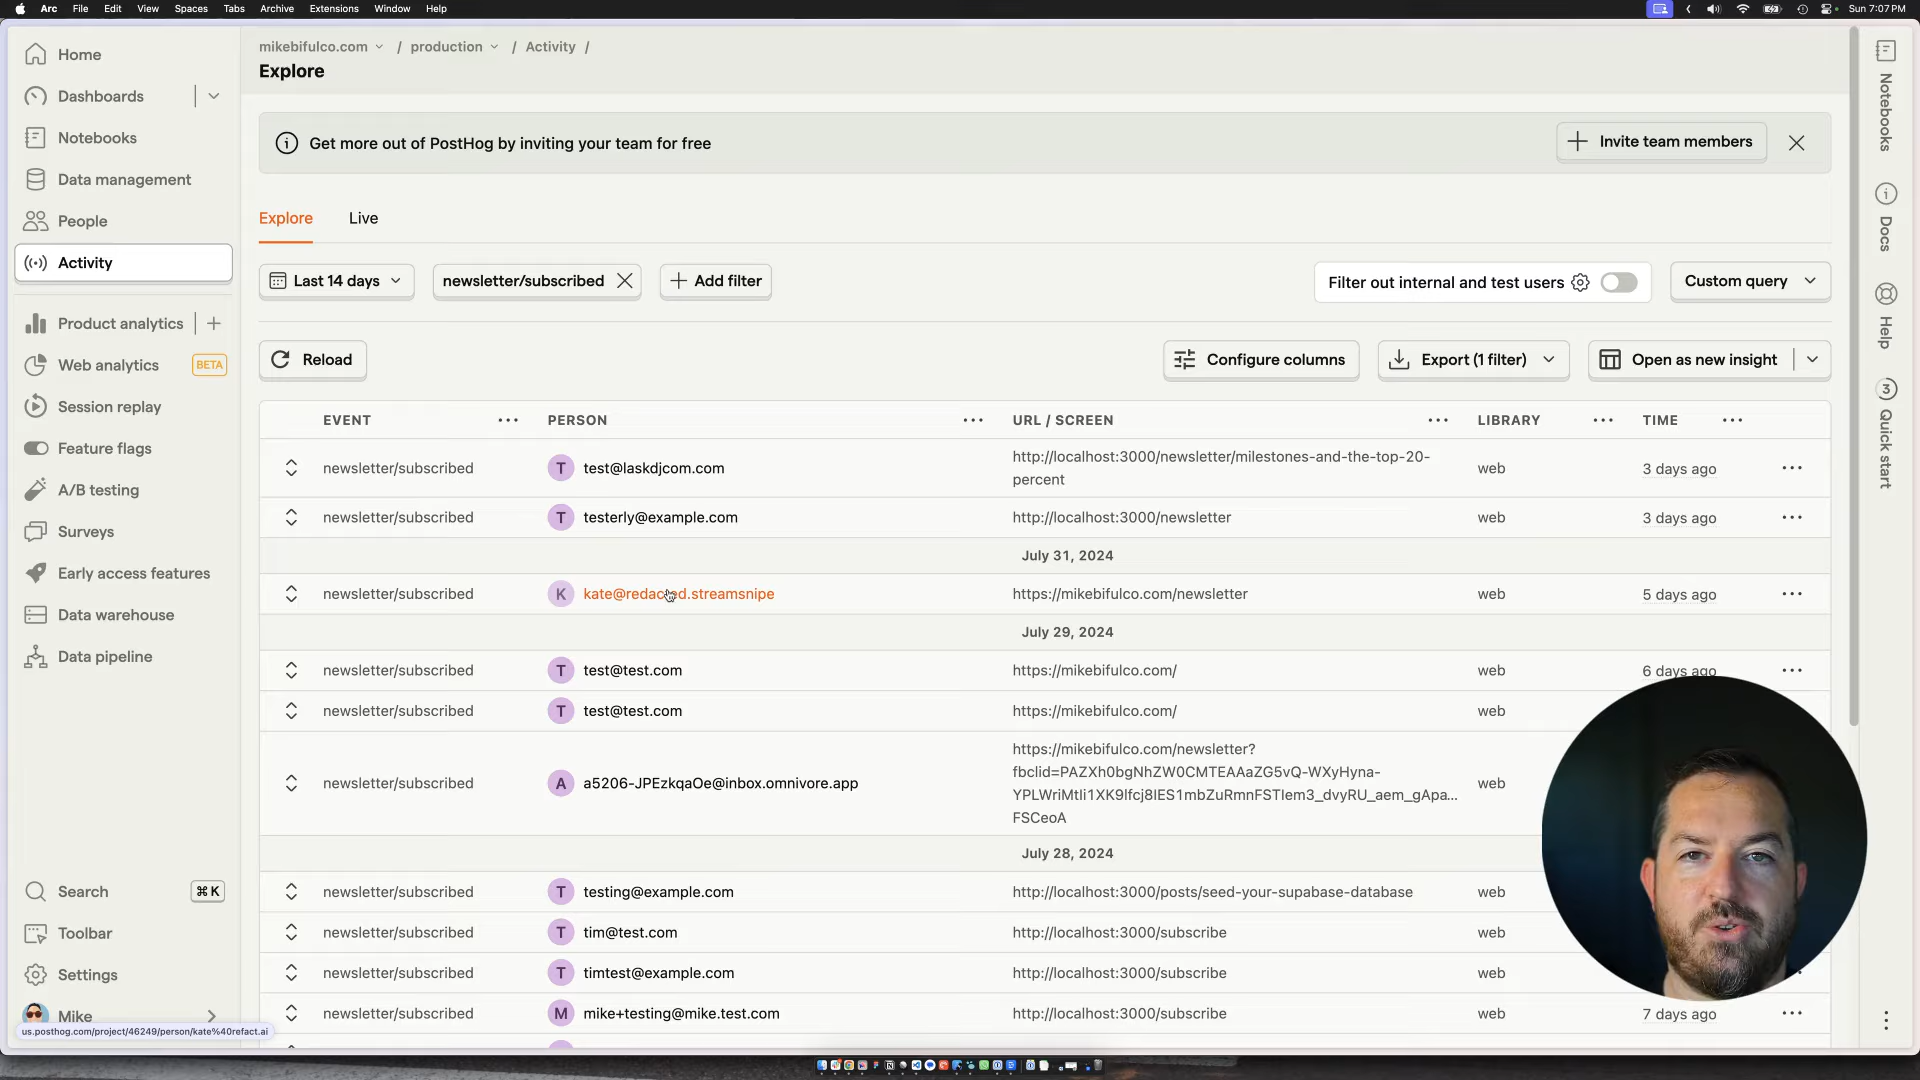 Arc File Edit View Spaces Tabs Archive Extensions Window Help
Sun 7:07 PM
mikebifulco.com / production / Activity /
Explore
Home
Dashboards
Notebooks
Data management
People
Activity
Product analytics
Web analytics BETA
Session replay
Feature flags
A/B testing
Surveys
Early access features
Data warehouse
Data pipeline
Search ⌘ K
Toolbar
Settings
Mike
us.posthog.com/project/46249/person/kate%40refact.ai
Get more out of PostHog by inviting your team for free
Invite team members
Explore Live
Last 14 days newsletter/subscribed Add filter
Filter out internal and test users Custom query
Reload Configure columns Export (1 filter) Open as new insight
EVENT PERSON URL / SCREEN LIBRARY TIME
newsletter/subscribed T test@laskdjcom.com http://localhost:3000/newsletter/milestones-and-the-top-20-
percent web 3 days ago
newsletter/subscribed T testerly@example.com http://localhost:3000/newsletter web 3 days ago
July 31, 2024
newsletter/subscribed K kate@redacted.streamsnipe https://mikebifulco.com/newsletter web 5 days ago
July 29, 2024
newsletter/subscribed T test@test.com https://mikebifulco.com/ web 6 days ago
newsletter/subscribed T test@test.com https://mikebifulco.com/ web
newsletter/subscribed A a5206-JPEzkqaOe@inbox.omnivore.app https://mikebifulco.com/newsletter?
fbclid=PAZXh0bgNhZW0CMTEAAaZG5vQ-WXyHyna-
YPLWriMtIi1XK9lfcj8IES1mbZuRmnFSTIem3_dvyRU_aem_gApa...
FSCeoA web
July 28, 2024
newsletter/subscribed T testing@example.com http://localhost:3000/posts/seed-your-supabase-database web
newsletter/subscribed T tim@test.com http://localhost:3000/subscribe web
newsletter/subscribed T timtest@example.com http://localhost:3000/subscribe web
newsletter/subscribed M mike+testing@mike.test.com http://localhost:3000/subscribe web 7 days ago
Notebooks
Docs
Help
3
Quick start